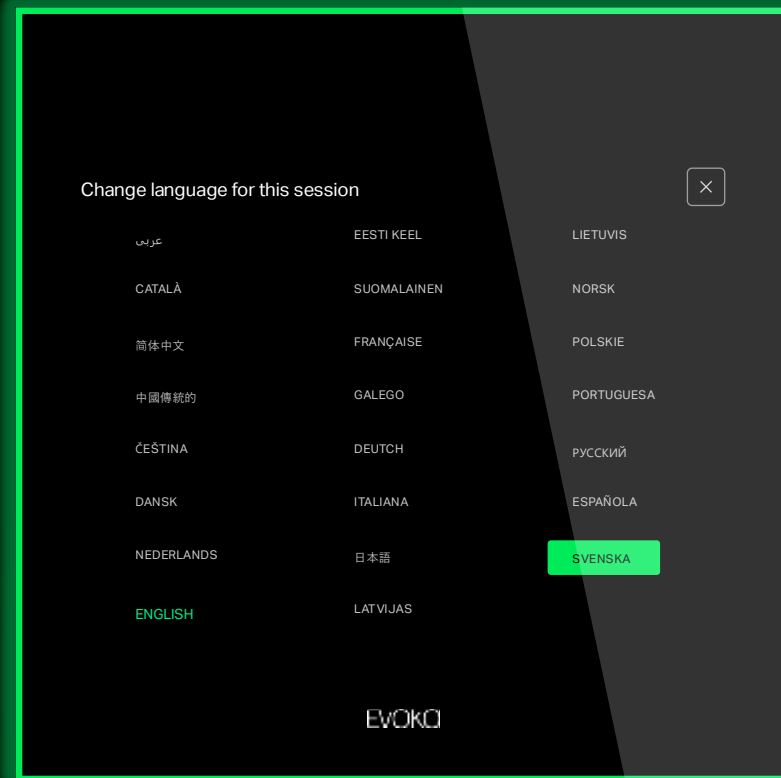 Change language for this session
عربى
CATALÀ
简体中文
中國傳統的
ČEŠTINA
DANSK
NEDERLANDS
ENGLISH
EESTI KEEL
SUOMALAINEN
FRANÇAISE
GALEGO
DEUTCH
ITALIANA
日本語
LATVIJAS
LIETUVIS
NORSK
POLSKIE
PORTUGUESA
РУССКИЙ
ESPAÑOLA
SVENSKA
EVOKO